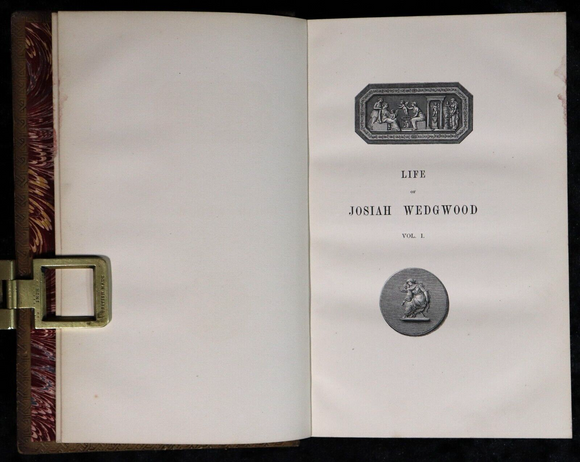 LIFE
OF
JOSIAH WEDGWOOD
VOL. I.